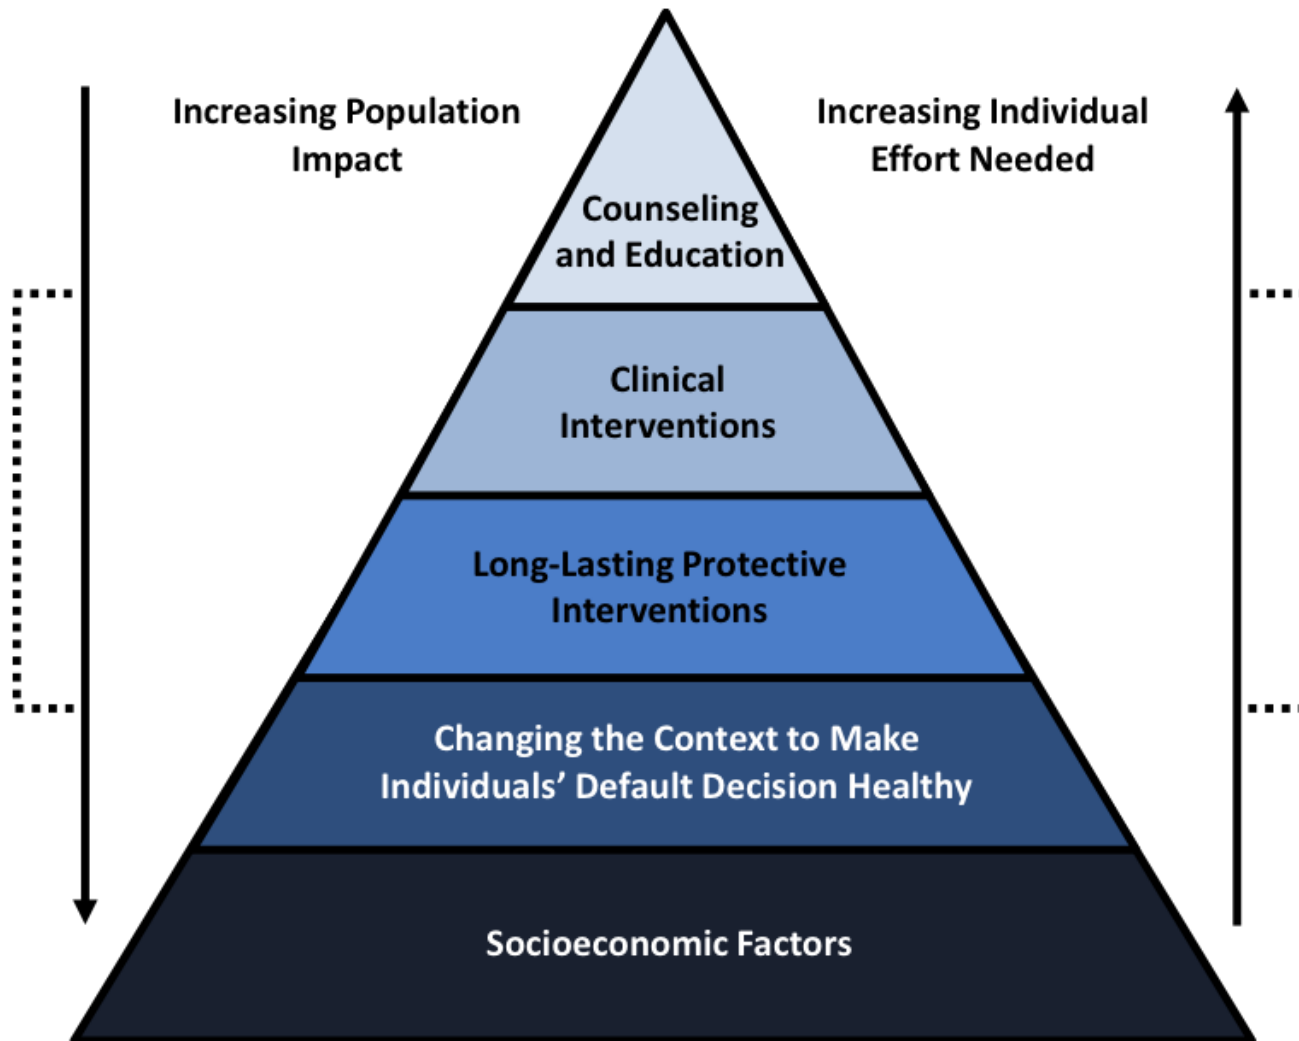 Increasing Population
Impact
Increasing Individual
Effort Needed
Counseling
and Education
Clinical
Interventions
Long-Lasting Protective
Interventions
Changing the Context to Make
Individuals’ Default Decision Healthy
Socioeconomic Factors